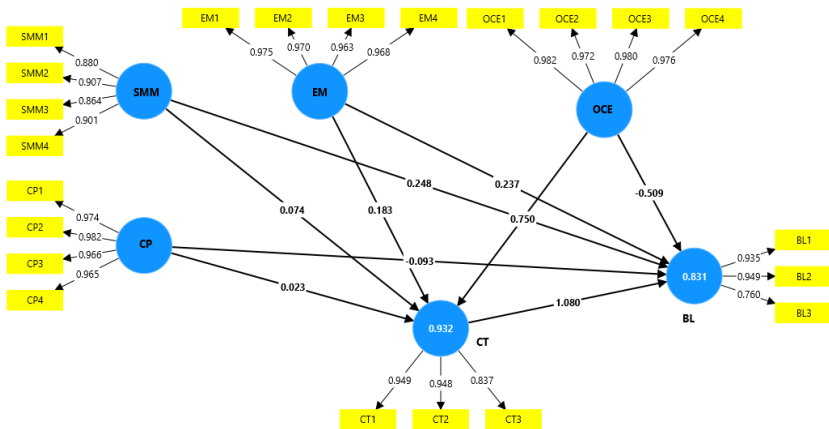 EM1
EM2
EM3
EM4
OCE1
OCE2
OCE3
OCE4
0.975
0.970
0.963
0.968
0.982
0.972
0.980
0.976
SMM1
SMM2
SMM3
SMM4
0.880
0.907
0.864
0.901
SMM
EM
OCE
CP1
CP2
CP3
CP4
0.974
0.982
0.966
0.965
CP
0.248
0.237
-0.509
0.074
0.183
0.750
-0.093
0.023
1.080
0.831
BL
0.935
0.949
0.760
BL1
BL2
BL3
0.932
CT
0.949
0.948
0.837
CT1
CT2
CT3